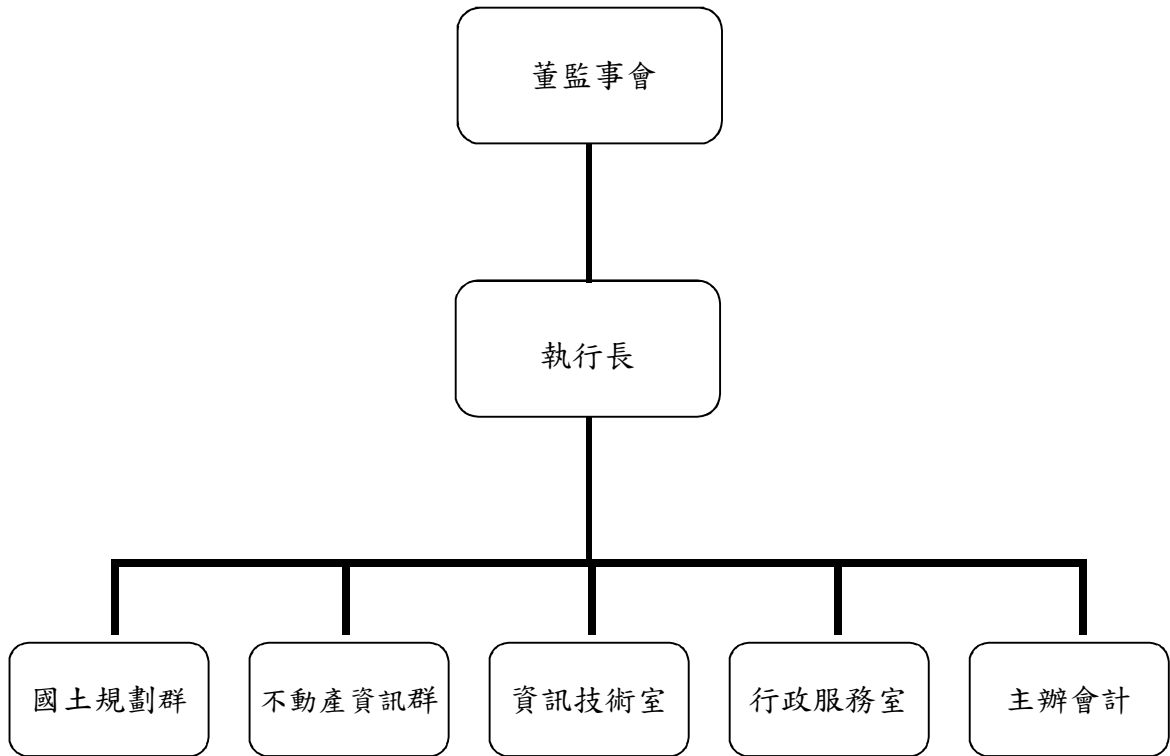 董監事會
執行長
國土規劃群
不動產資訊群
資訊技術室
行政服務室
主辦會計